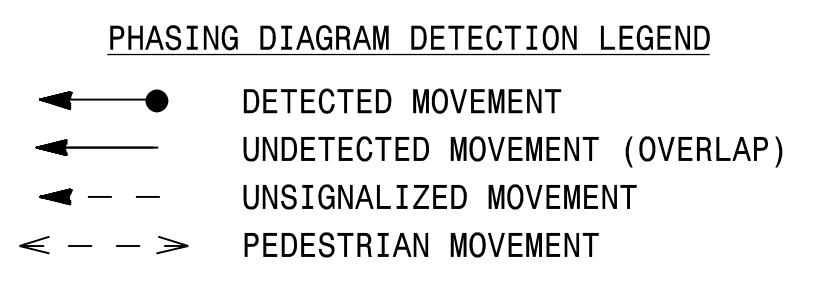 PHASING DIAGRAM DETECTION LEGEND
DETECTED MOVEMENT
UNDETECTED MOVEMENT (OVERLAP)
UNSIGNALIZED MOVEMENT
PEDESTRIAN MOVEMENT